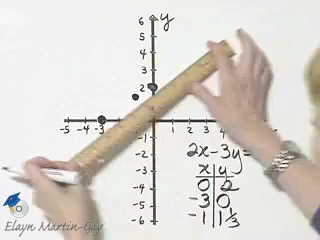 6 y
5
4
3
2
-5 -4 -3 1 2 3 4 5
-1
-2
-3
-4
-5
-6
2x-3y=
x y
0 2
-3 0
-1 1 1/3
Elayn Martin-Gay